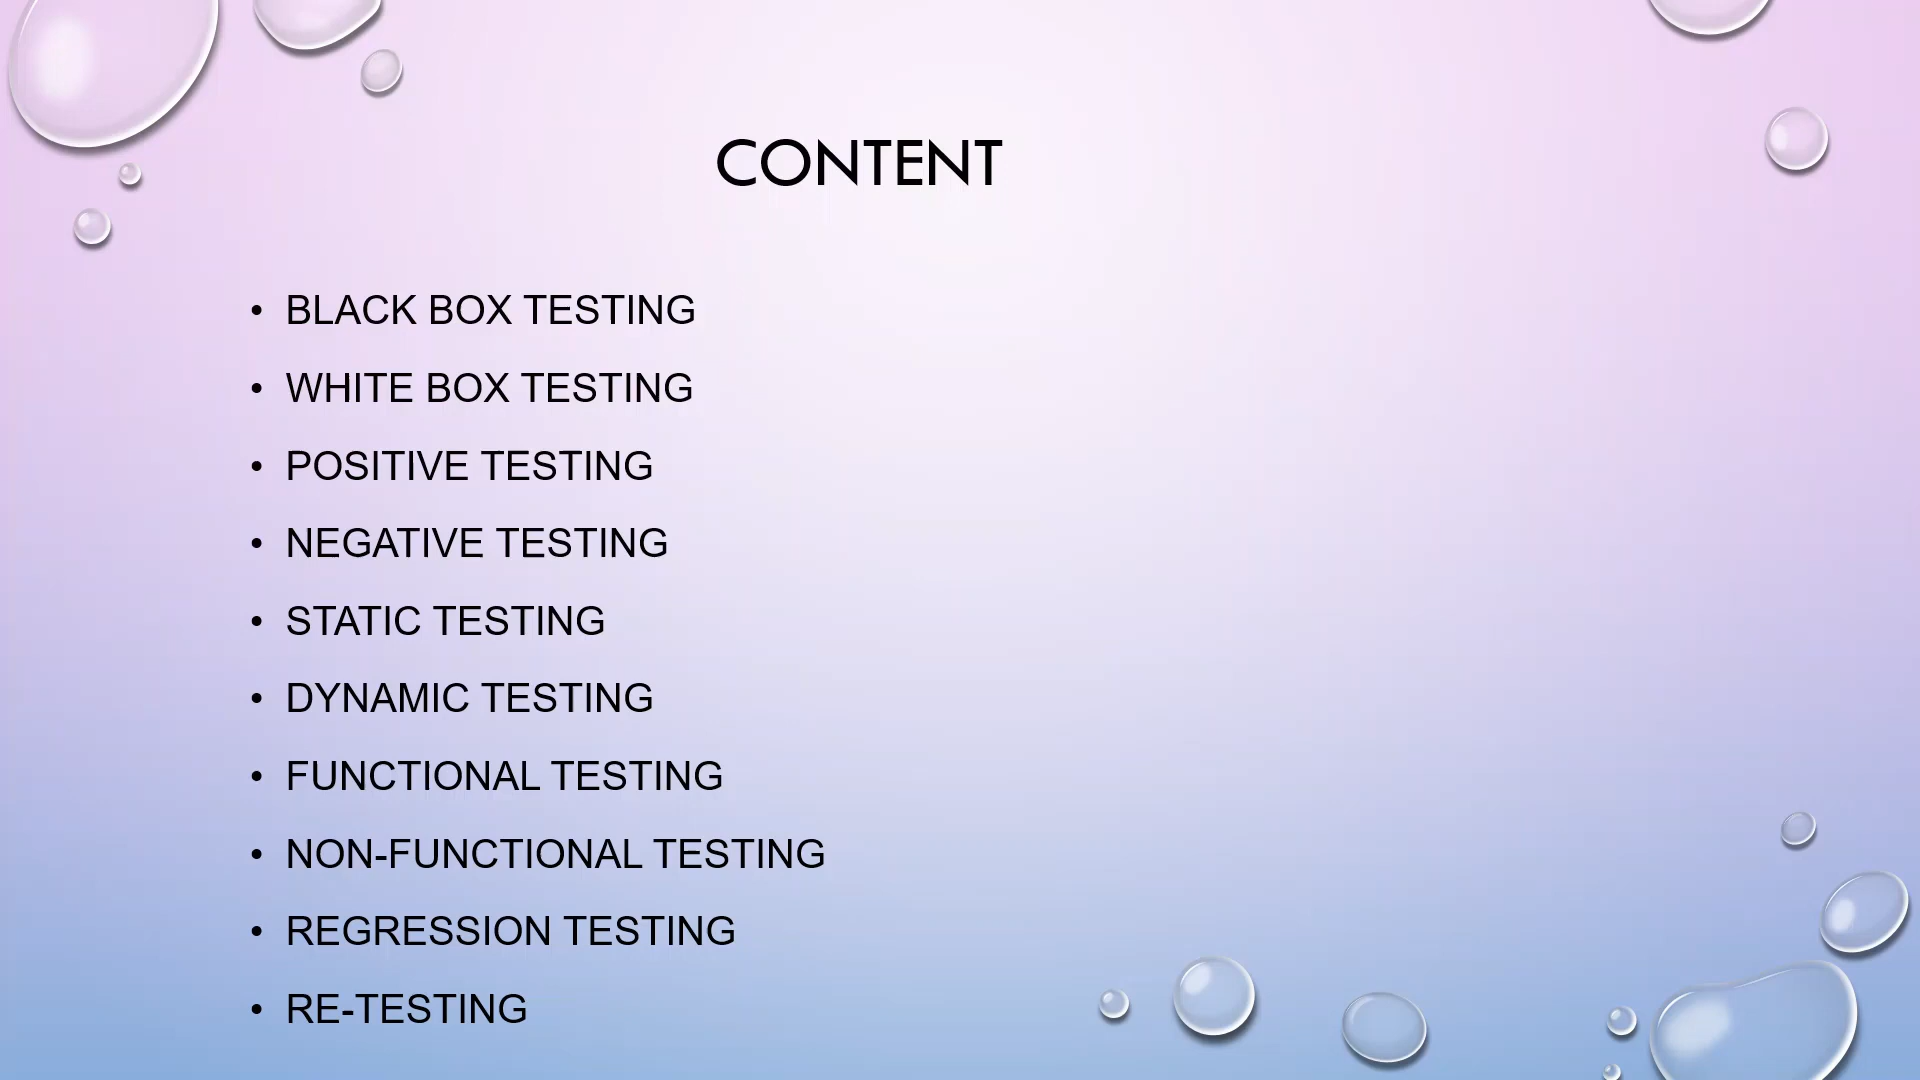 CONTENT
• BLACK BOX TESTING
• WHITE BOX TESTING
• POSITIVE TESTING
• NEGATIVE TESTING
• STATIC TESTING
• DYNAMIC TESTING
• FUNCTIONAL TESTING
• NON-FUNCTIONAL TESTING
• REGRESSION TESTING
• RE-TESTING